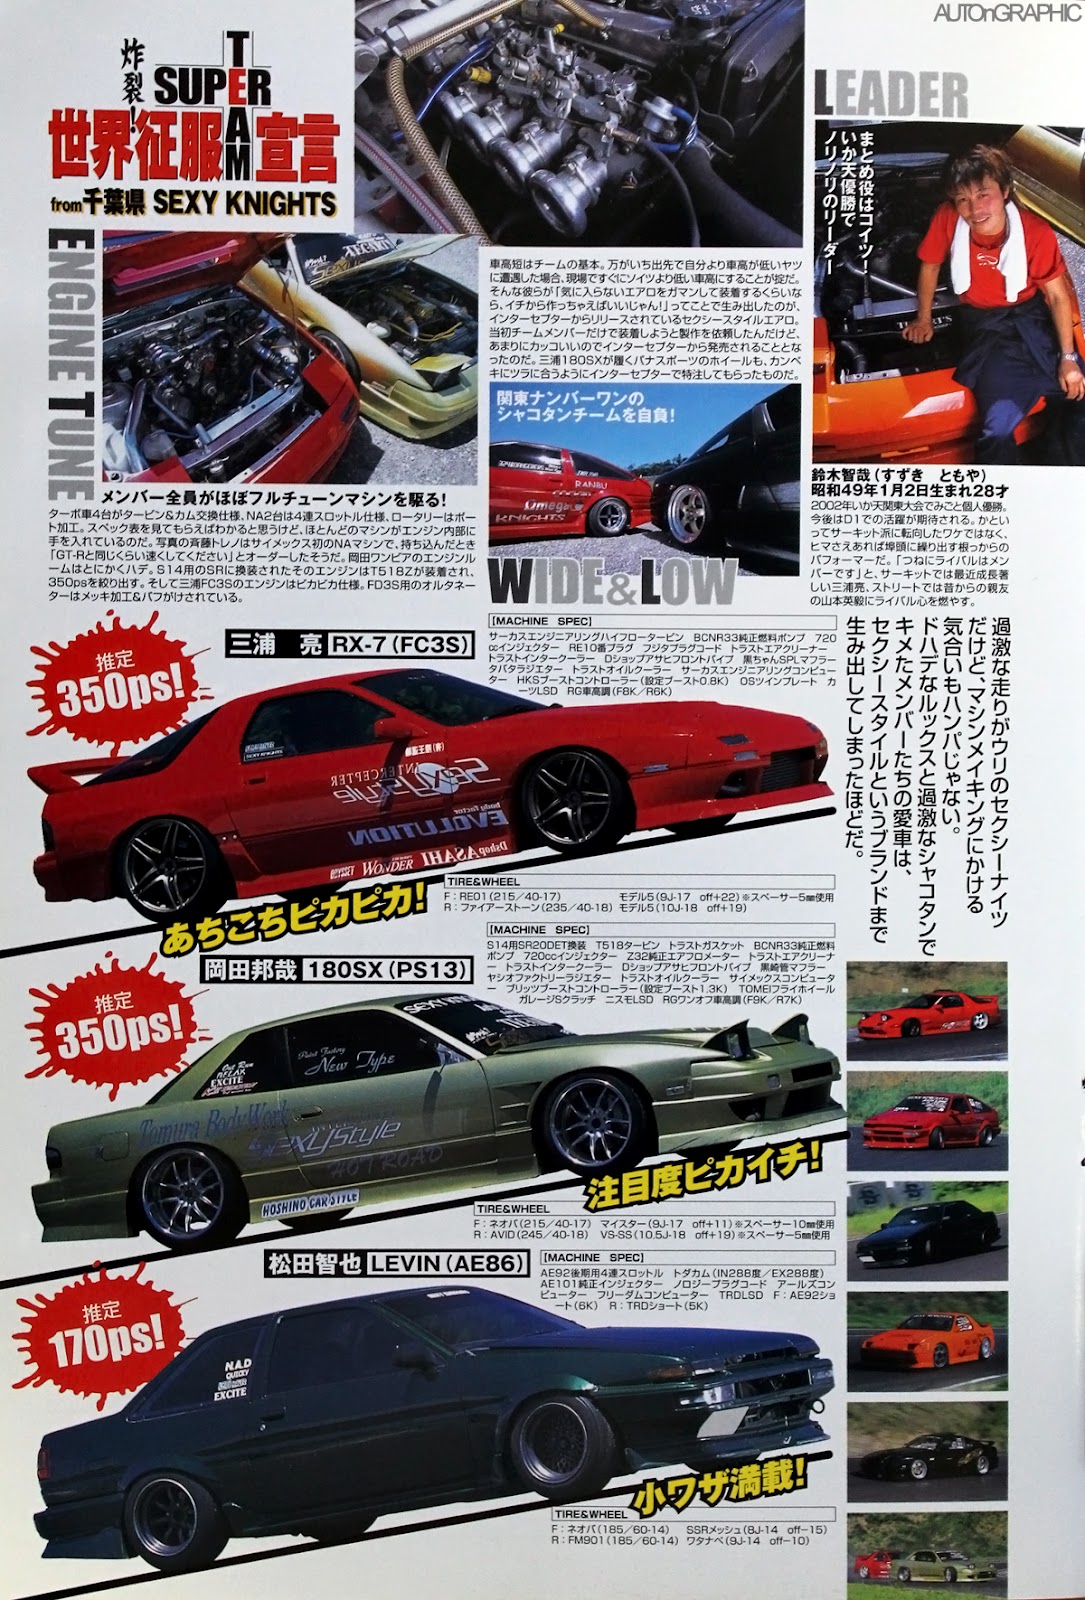 AUTOnGRAPHIC
炸裂!
SUPER
TEAM
世界征服宣言
from千葉県 SEXY KNIGHTS
LEADER
まとめ役はコイツ!
いか天優勝で
ノリノリのリーダー
鈴木智哉(すずき ともや)
昭和49年1月2日生まれ28才
2002年いか天関東大会でみごと個人優勝。
今後はD1での活躍が期待される。かとい
ってサーキット派に転向したワケではなく、
ヒマさえあれば埠頭に繰り出す根っからの
パフォーマーだ。「つねにライバルはメン
バーです」と、サーキットでは最近成長著
しい三浦亮、ストリートでは昔からの親友
の山本英毅にライバル心を燃やす。
車高短はチームの基本。万がいち出先で自分より車高が低いヤツ
に遭遇した場合、現場ですぐにソイツより低い車高にすることが掟だ。
そんな彼らが「気に入らないエアロをガマンして装着するくらいな
ら、イチから作っちゃえばいいじゃん!」ってことで生み出したのが、
インターセプターからリリースされているセクシースタイルエアロ。
当初チームメンバーだけで装着しようと製作を依頼したんだけど、
あまりにカッコいいのでインターセプターから発売されることとな
ったのだ。三浦180SXが履くパナスポーツのホイールも、カンペ
キにツラに合うようにインターセプターで特注してもらったものだ。
関東ナンバーワンの
シャコタンチームを自負!
WIDE&LOW
ENGINE TUNE
メンバー全員がほぼフルチューンマシンを駆る!
ターボ車4台がタービン&カム交換仕様、NA2台は4連スロットル仕様、ロータリーはポー
ト加工。スペック表を見てもらえばわかると思うけど、ほとんどのマシンがエンジン内部に
手を入れているのだ。写真の斉藤トレノはサイメックス初のNAマシンで、持ち込んだとき
「GT-Rと同じくらい速くしてください」とオーダーしたそうだ。岡田ワンビアのエンジンル
ームはとにかくハデ。S14用のSRに換装されたそのエンジンはT518Zが装着され、
350psを絞り出す。そして三浦FC3Sのエンジンはピカピカ仕様。FD3S用のオルタネー
ターはメッキ加工&バフがけされている。
過激な走りがウリのセクシーナイツ
だけど、マシンメイキングにかける
気合いもハンパじゃない。
ドハデなルックスと過激なシャコタンで
キメたメンバーたちの愛車は、
セクシースタイルというブランドまで
生み出してしまったほどだ。
推定
350ps!
三浦 亮 RX-7(FC3S)
[MACHINE SPEC]
サーカスエンジニアリングハイフロータービン BCNR33純正燃料ポンプ 720
ccインジェクター RE10番プラグ フジタプラグコード トラストエアクリーナー
トラストインタークーラー Dショップアサヒフロントパイプ 黒ちゃんSPLマフラー
タバタラジエター トラストオイルクーラー サーカスエンジニアリングコンピュー
ター HKSブーストコントローラー(設定ブースト0.8K) OSツインプレート カ
ーツLSD RG車高調(F8K/R6K)
INTERCEPTER
Sexy style
body factor
EVOLUTION
Dshop ASAHI
WONDER
SEXY KNIGHTS
あちこちピカピカ!
TIRE&WHEEL
F:RE01(215/40-17) モデル5(9J-17 off+22)※スペーサー5mm使用
R:ファイアーストーン(235/40-18) モデル5(10J-18 off+19)
推定
350ps!
岡田邦哉 180SX(PS13)
[MACHINE SPEC]
S14用SR20DET換装 T518タービン トラストガスケット BCNR33純正燃料
ポンプ 720ccインジェクター Z32純正エアフロメーター トラストエアクリーナ
ー トラストインタークーラー Dショップアサヒフロントパイプ 黒崎管マフラー
ヤシオファクトリーラジエター トラストオイルクーラー サイメックスコンピュータ
ー ブリッツブーストコントローラー(設定ブースト1.3K) TOMEIフライホイール
ガレージSクラッチ ニスモLSD RGワンオフ車高調(F9K/R7K)
Out Run
RELAX
EXCITE
Paint Factory
New Type
Tomura Body Work
Sexy style
HOT ROAD
HOSHINO CAR STYLE
注目度ピカイチ!
TIRE&WHEEL
F:ネオバ(215/40-17) マイスター(9J-17 off+11)※スペーサー10mm使用
R:AVID(245/40-18) VS-SS(10.5J-18 off+19)※スペーサー5mm使用
推定
170ps!
松田智也 LEVIN(AE86)
[MACHINE SPEC]
AE92後期用4連スロットル トダカム(IN288度/EX288度)
AE101純正インジェクター ノロジープラグコード アールズコン
ピューター フリーダムコンピューター TRDLSD F:AE92ショ
ート(6K) R:TRDショート(5K)
N.A.D
QUICKY
EXCITE
小ワザ満載!
TIRE&WHEEL
F:ネオバ(185/60-14) SSRメッシュ(8J-14 off-15)
R:FM901(185/60-14) ワタナベ(9J-14 off-10)